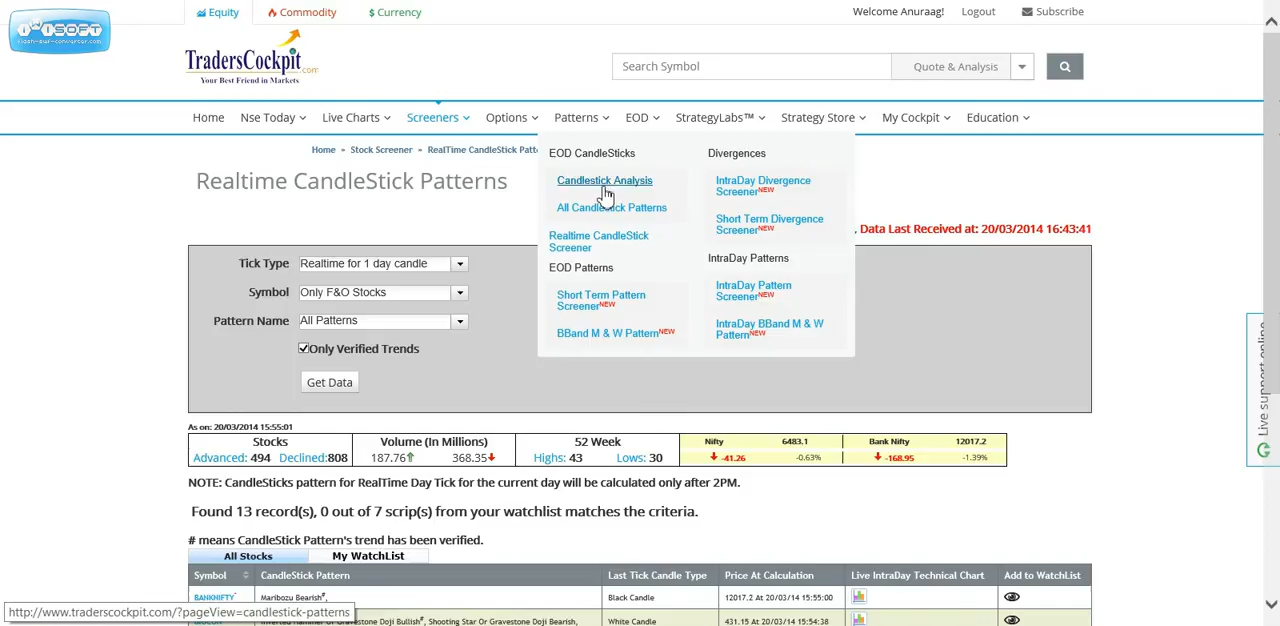 Equity
Commodity
$ Currency
Welcome Anuraag!
Logout
Subscribe
TradersCockpit.com
Your Best Friend in Markets
Search Symbol
Quote & Analysis
Home
Nse Today
Live Charts
Screeners
Options
Patterns
EOD
StrategyLabs™
Strategy Store
My Cockpit
Education
Home » Stock Screener » RealTime CandleStick Patt
Realtime CandleStick Patterns
EOD CandleSticks
Candlestick Analysis
All Candlestick Patterns
Realtime CandleStick
Screener
EOD Patterns
Short Term Pattern
Screener NEW
BBand M & W Pattern NEW
Divergences
IntraDay Divergence
Screener NEW
Short Term Divergence
Screener NEW
IntraDay Patterns
IntraDay Pattern
Screener NEW
IntraDay BBand M & W
Pattern NEW
, Data Last Received at: 20/03/2014 16:43:41
Tick Type Realtime for 1 day candle
Symbol Only F&O Stocks
Pattern Name All Patterns
Only Verified Trends
Get Data
Live support online
As on: 20/03/2014 15:55:01
Stocks Volume (In Millions) 52 Week Nifty 6483.1 Bank Nifty 12017.2
Advanced: 494 Declined:808 187.76 368.35 Highs: 43 Lows: 30 -41.26 -0.63% -168.95 -1.39%
NOTE: CandleSticks pattern for RealTime Day Tick for the current day will be calculated only after 2PM.
Found 13 record(s), 0 out of 7 scrip(s) from your watchlist matches the criteria.
# means CandleStick Pattern's trend has been verified.
All Stocks My WatchList
Symbol CandleStick Pattern Last Tick Candle Type Price At Calculation Live IntraDay Technical Chart Add to WatchList
BANKNIFTY Maribozu Bearish#, Black Candle 12017.2 At 20/03/14 15:55:00
Inverted Hammer Or Gravestone Doji Bullish#, Shooting Star Or Gravestone Doji Bearish, White Candle 431.15 At 20/03/14 15:54:38
http://www.traderscockpit.com/?pageView=candlestick-patterns